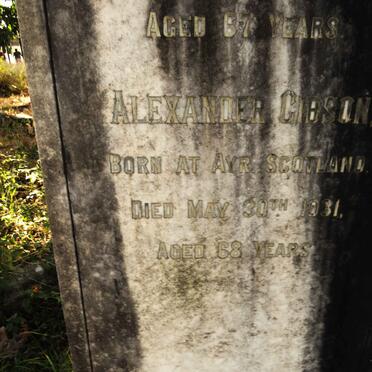 AGED 67 YEARS.
ALEXANDER GIBSON
BORN AT AYR, SCOTLAND,
DIED MAY 30TH 1931,
AGED 68 YEARS